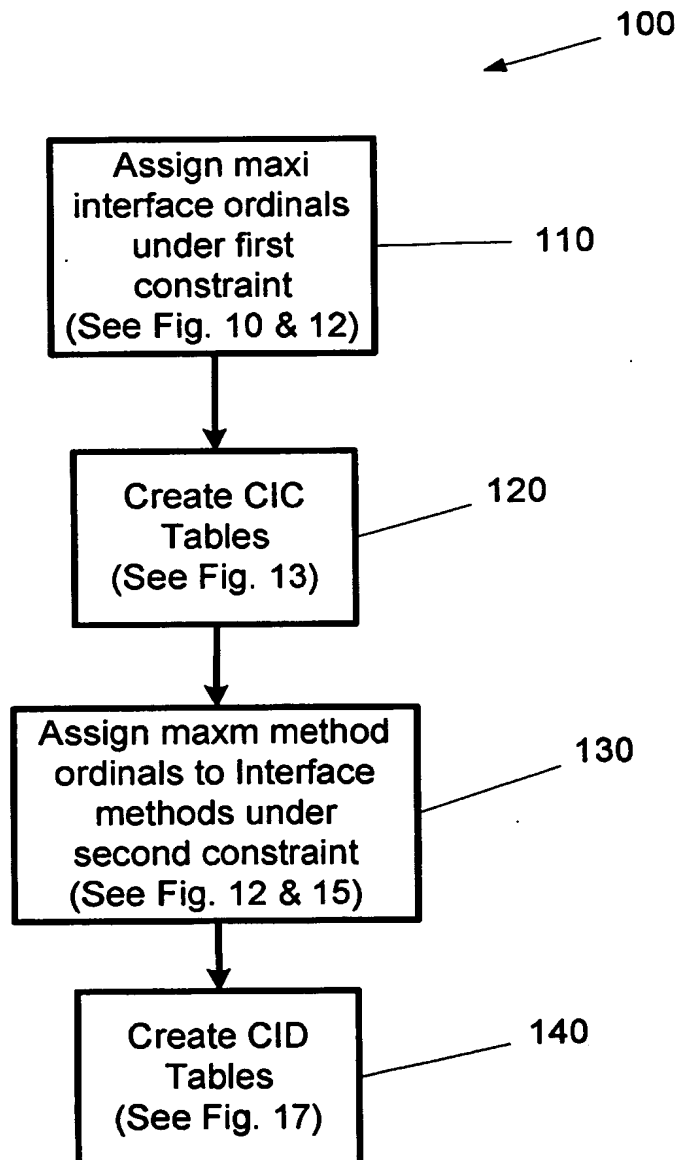 100
Assign maxi
interface ordinals
under first
constraint
(See Fig. 10 & 12)
110
Create CIC
Tables
(See Fig. 13)
120
Assign maxm method
ordinals to Interface
methods under
second constraint
(See Fig. 12 & 15)
130
Create CID
Tables
(See Fig. 17)
140